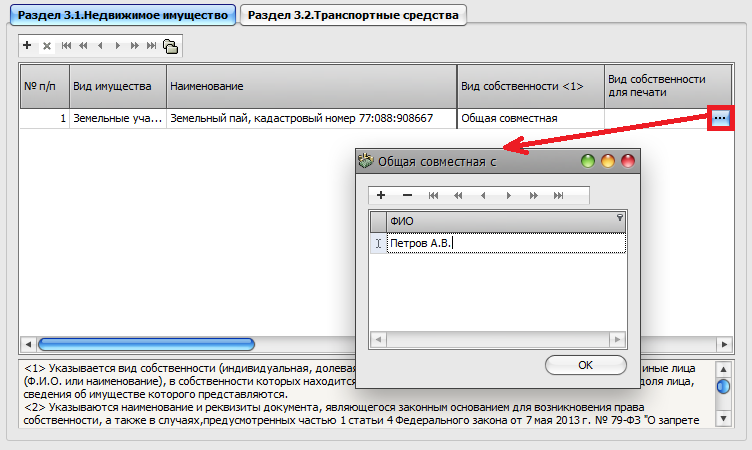 Раздел 3.1.Недвижимое имущество Раздел 3.2.Транспортные средства
№ п/п Вид имущества Наименование Вид собственности <1> Вид собственности
для печати
1 Земельные уча... Земельный пай, кадастровый номер 77:088:908667 Общая совместная ...
Общая совместная с
ФИО
Петров А.В.
OK
<1> Указывается вид собственности (индивидуальная, долевая иные лица
(Ф.И.О. или наименование), в собственности которых находится доля лица,
сведения об имуществе которого представляются.
<2> Указываются наименование и реквизиты документа, являющегося законным основанием для возникновения права
собственности, а также в случаях,предусмотренных частью 1 статьи 4 Федерального закона от 7 мая 2013 г. № 79-ФЗ "О запрете